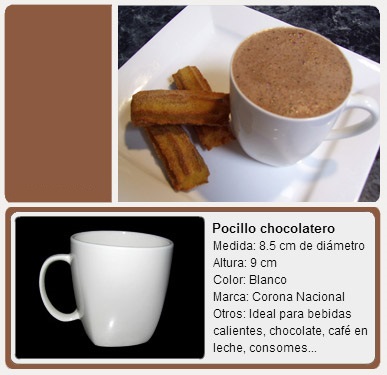 Pocillo chocolatero
Medida: 8.5 cm de diámetro
Altura: 9 cm
Color: Blanco
Marca: Corona Nacional
Otros: Ideal para bebidas
calientes, chocolate, café en
leche, consomes...